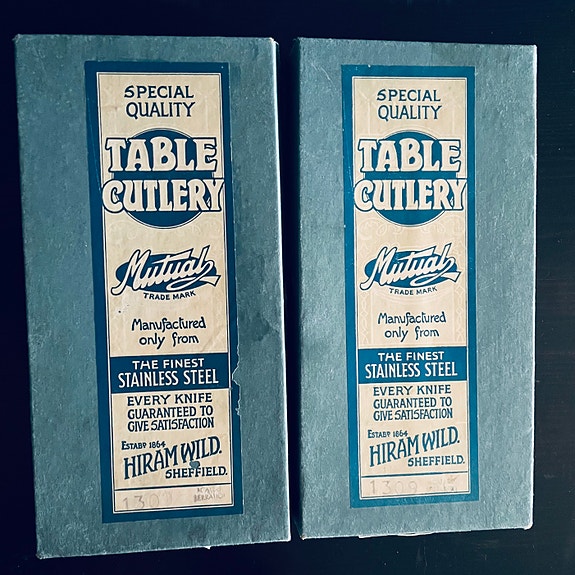 SPECIAL
QUALITY
TABLE
CUTLERY
Mutual
TRADE MARK
Manufactured
only from
THE FINEST
STAINLESS STEEL
EVERY KNIFE
GUARANTEED TO
GIVE SATISFACTION
ESTABD 1864
HIRAM WILD.
SHEFFIELD.
SPECIAL
QUALITY
TABLE
CUTLERY
Mutual
TRADE MARK
Manufactured
only from
THE FINEST
STAINLESS STEEL
EVERY KNIFE
GUARANTEED TO
GIVE SATISFACTION
ESTABD 1864
HIRAM WILD.
SHEFFIELD.
1309